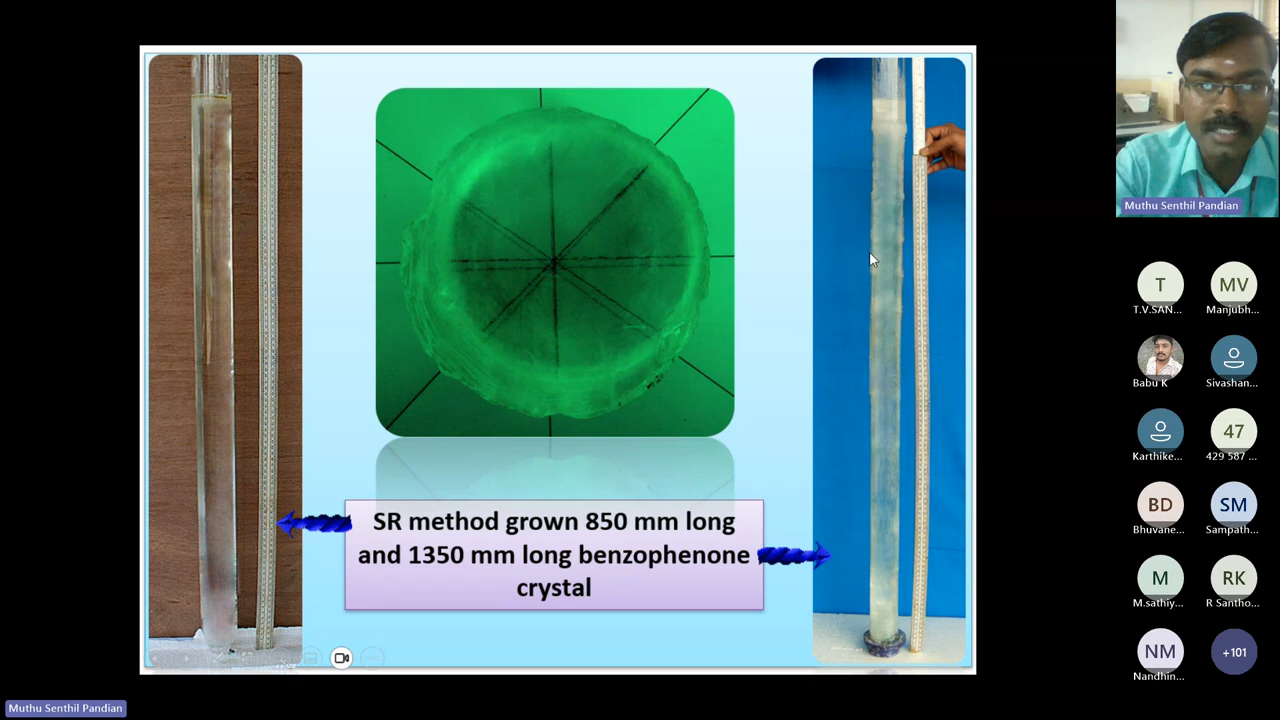 SR method grown 850 mm long
and 1350 mm long benzophenone
crystal
Muthu Senthil Pandian
T
MV
T.V.SAN...
Manjubh...
Babu K
Sivashan...
47
Karthike...
429 587 ...
BD
SM
Bhuvane...
Sampath...
M
RK
M.sathiy...
R Santho...
NM
+101
Nandhin...
Muthu Senthil Pandian